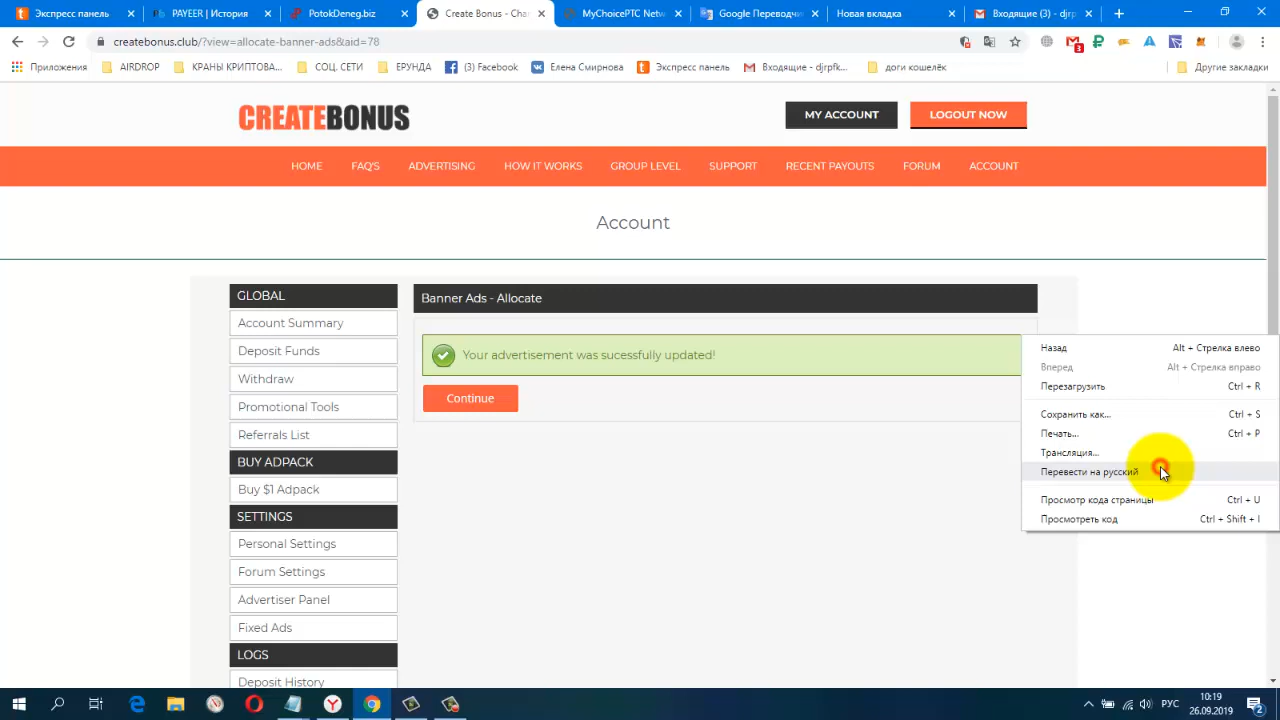 Экспресс панель
PAYEER | История
PotokDeneg.biz
Create Bonus - Cha
MyChoicePTC Netw
Google Переводч
Новая вкладка
Входящие (3) - djrp
createbonus.club/?view=allocate-banner-ads&aid=78
3
Приложения
AIRDROP
КРАНЫ КРИПТОВА...
СОЦ. СЕТИ
ЕРУНДА
(3) Facebook
Елена Смирнова
Экспресс панель
Входящие - djrpfk...
доги кошелёк
Другие закладки
CREATEBONUS
MY ACCOUNT
LOGOUT NOW
HOME
FAQ'S
ADVERTISING
HOW IT WORKS
GROUP LEVEL
SUPPORT
RECENT PAYOUTS
FORUM
ACCOUNT
Account
GLOBAL
Account Summary
Deposit Funds
Withdraw
Promotional Tools
Referrals List
BUY ADPACK
Buy $1 Adpack
SETTINGS
Personal Settings
Forum Settings
Advertiser Panel
Fixed Ads
LOGS
Deposit History
Banner Ads - Allocate
Your advertisement was sucessfully updated!
Continue
Назад Alt + Стрелка влево
Вперед Alt + Стрелка вправо
Перезагрузить Ctrl + R
Сохранить как... Ctrl + S
Печать... Ctrl + P
Трансляция...
Перевести на русский
Просмотр кода страницы Ctrl + U
Просмотреть код Ctrl + Shift + I
РУС
10:19
26.09.2019
2